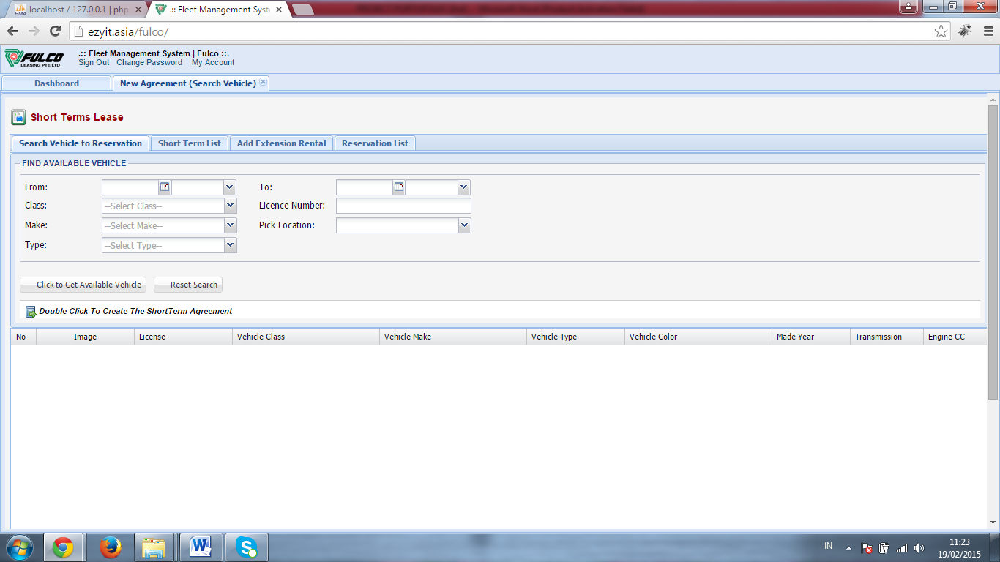 localhost / 127.0.0.1 | php
.:: Fleet Management Syst
ezyit.asia/fulco/
FULCO
LEASING PTE LTD
.:: Fleet Management System | Fulco ::.
Sign Out Change Password My Account
Dashboard New Agreement (Search Vehicle)
Short Terms Lease
Search Vehicle to Reservation Short Term List Add Extension Rental Reservation List
FIND AVAILABLE VEHICLE
From: To:
Class: --Select Class-- Licence Number:
Make: --Select Make-- Pick Location:
Type: --Select Type--
Click to Get Available Vehicle Reset Search
Double Click To Create The ShortTerm Agreement
No Image License Vehicle Class Vehicle Make Vehicle Type Vehicle Color Made Year Transmission Engine CC
IN
11:23
19/02/2015